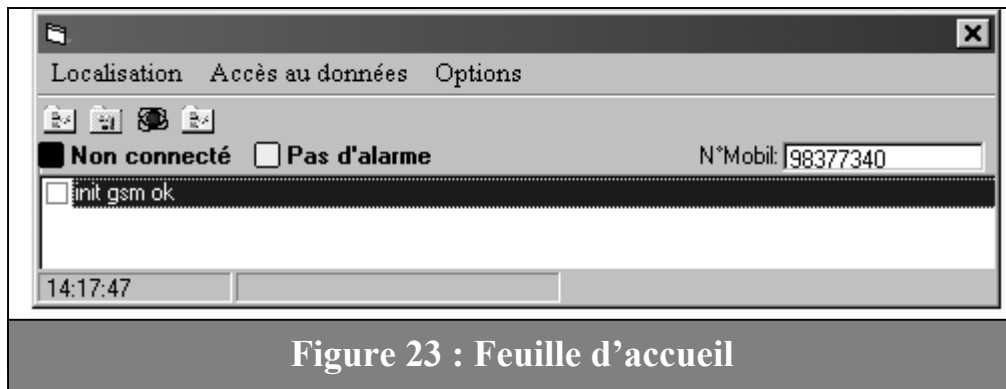 Localisation Accès au données Options
Non connecté Pas d'alarme N°Mobil: 98377340
init gsm ok
14:17:47
Figure 23 : Feuille d’accueil